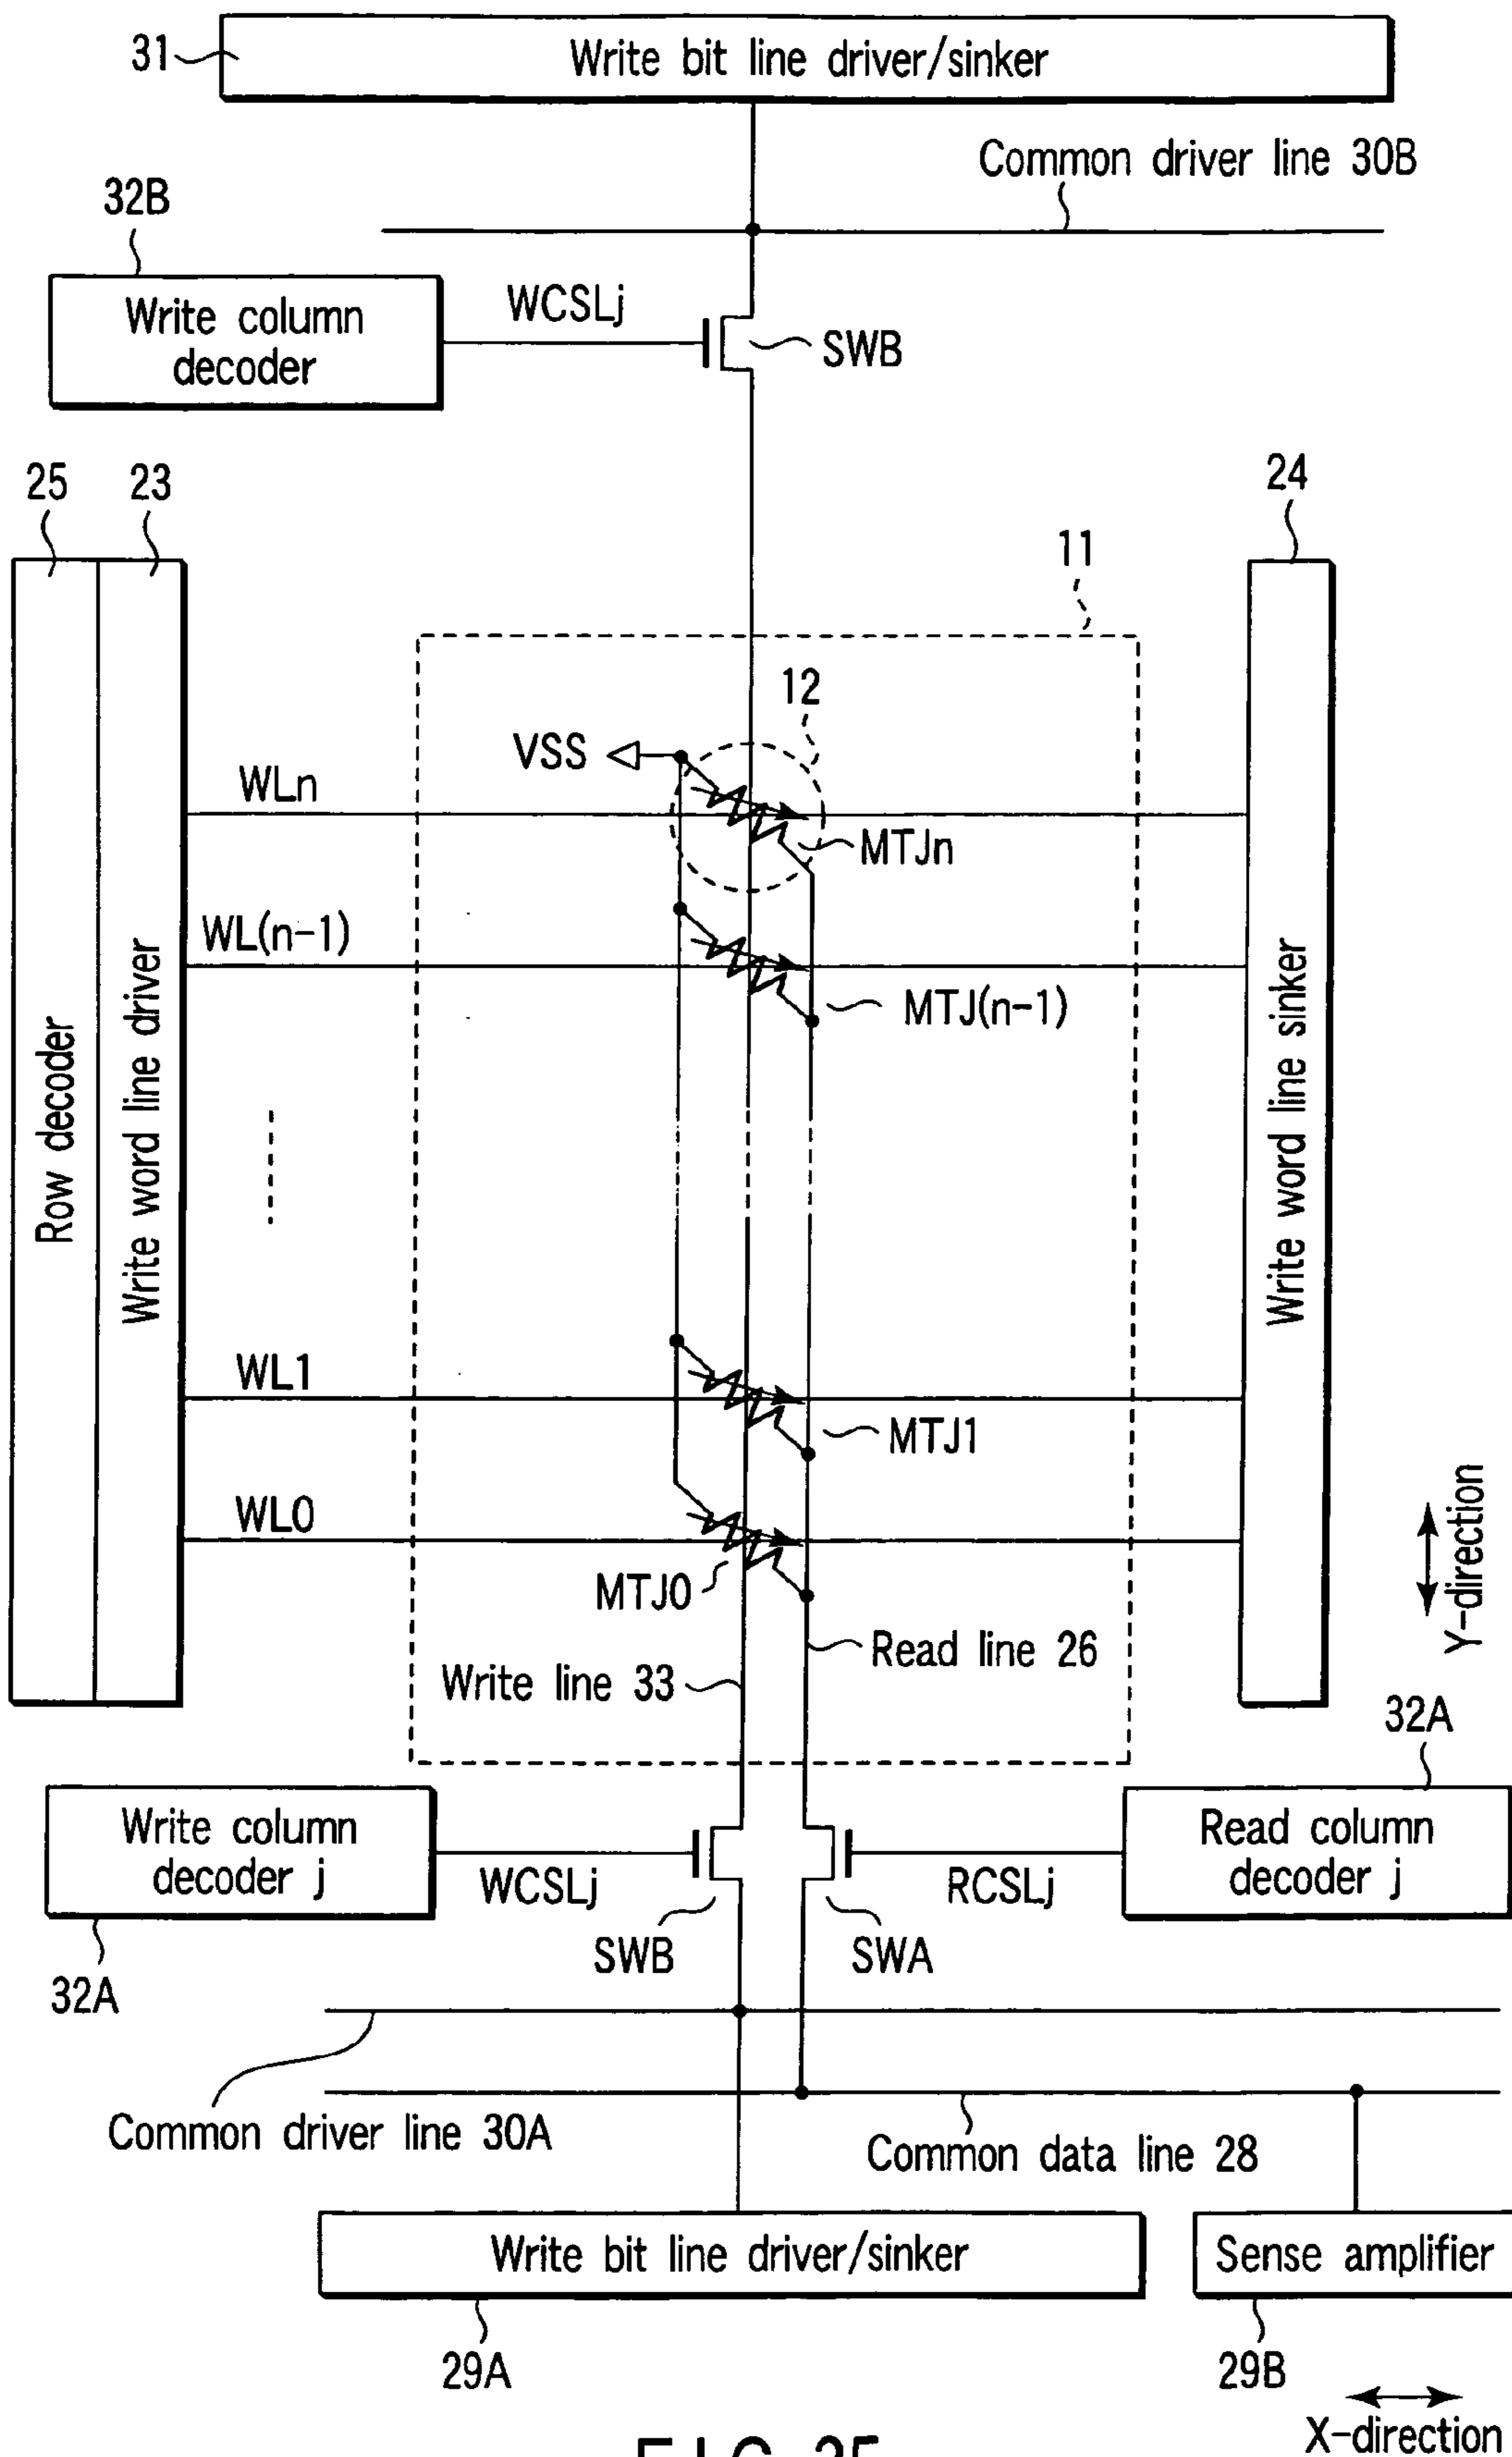 31
Write bit line driver/sinker
Common driver line 30B
32B
Write column
decoder
WCSLj
SWB
25
23
24
11
12
VSS
WLn
MTJn
WL(n-1)
MTJ(n-1)
Row decoder
Write word line driver
Write word line sinker
WL1
MTJ1
WL0
MTJ0
Read line 26
Write line 33
Y-direction
32A
Write column
decoder j
WCSLj
RCSLj
Read column
decoder j
SWB
SWA
32A
Common driver line 30A
Common data line 28
Write bit line driver/sinker
Sense amplifier
29A
29B
X-direction